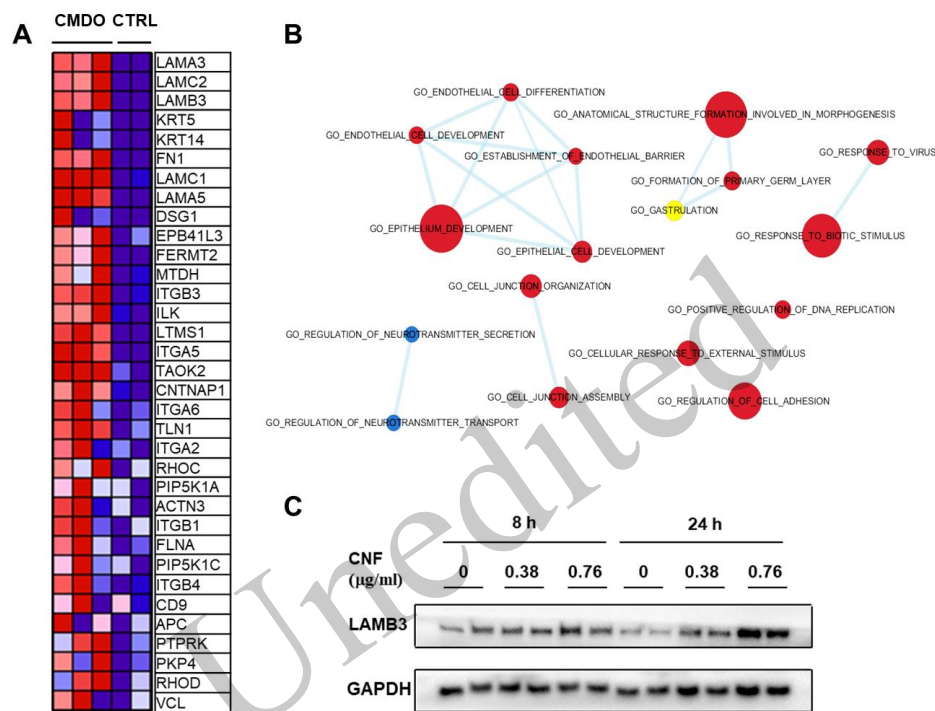 A
CMDO CTRL
LAMA3
LAMC2
LAMB3
KRT5
KRT14
FN1
LAMC1
LAMA5
DSG1
EPB41L3
FERMT2
MTDH
ITGB3
ILK
LTMS1
ITGA5
TAOK2
CNTNAP1
ITGA6
TLN1
ITGA2
RHOC
PIP5K1A
ACTN3
ITGB1
FLNA
PIP5K1C
ITGB4
CD9
APC
PTPRK
PKP4
RHOD
VCL
B
GO_ENDOTHELIAL_CELL_DIFFERENTIATION
GO_ANATOMICAL_STRUCTURE_FORMATION_INVOLVED_IN_MORPHOGENESIS
GO_ENDOTHELIAL_CELL_DEVELOPMENT
GO_ESTABLISHMENT_OF_ENDOTHELIAL_BARRIER
GO_RESPONSE_TO_VIRUS
GO_FORMATION_OF_PRIMARY_GERM_LAYER
GO_GASTRULATION
GO_EPITHELIUM_DEVELOPMENT
GO_RESPONSE_TO_BIOTIC_STIMULUS
GO_EPITHELIAL_CELL_DEVELOPMENT
GO_CELL_JUNCTION_ORGANIZATION
GO_POSITIVE_REGULATION_OF_DNA_REPLICATION
GO_REGULATION_OF_NEUROTRANSMITTER_SECRETION
GO_CELLULAR_RESPONSE_TO_EXTERNAL_STIMULUS
GO_CELL_JUNCTION_ASSEMBLY
GO_REGULATION_OF_CELL_ADHESION
GO_REGULATION_OF_NEUROTRANSMITTER_TRANSPORT
C
8 h 24 h
CNF 0 0.38 0.76 0 0.38 0.76
(μg/ml)
LAMB3
GAPDH
Unedited